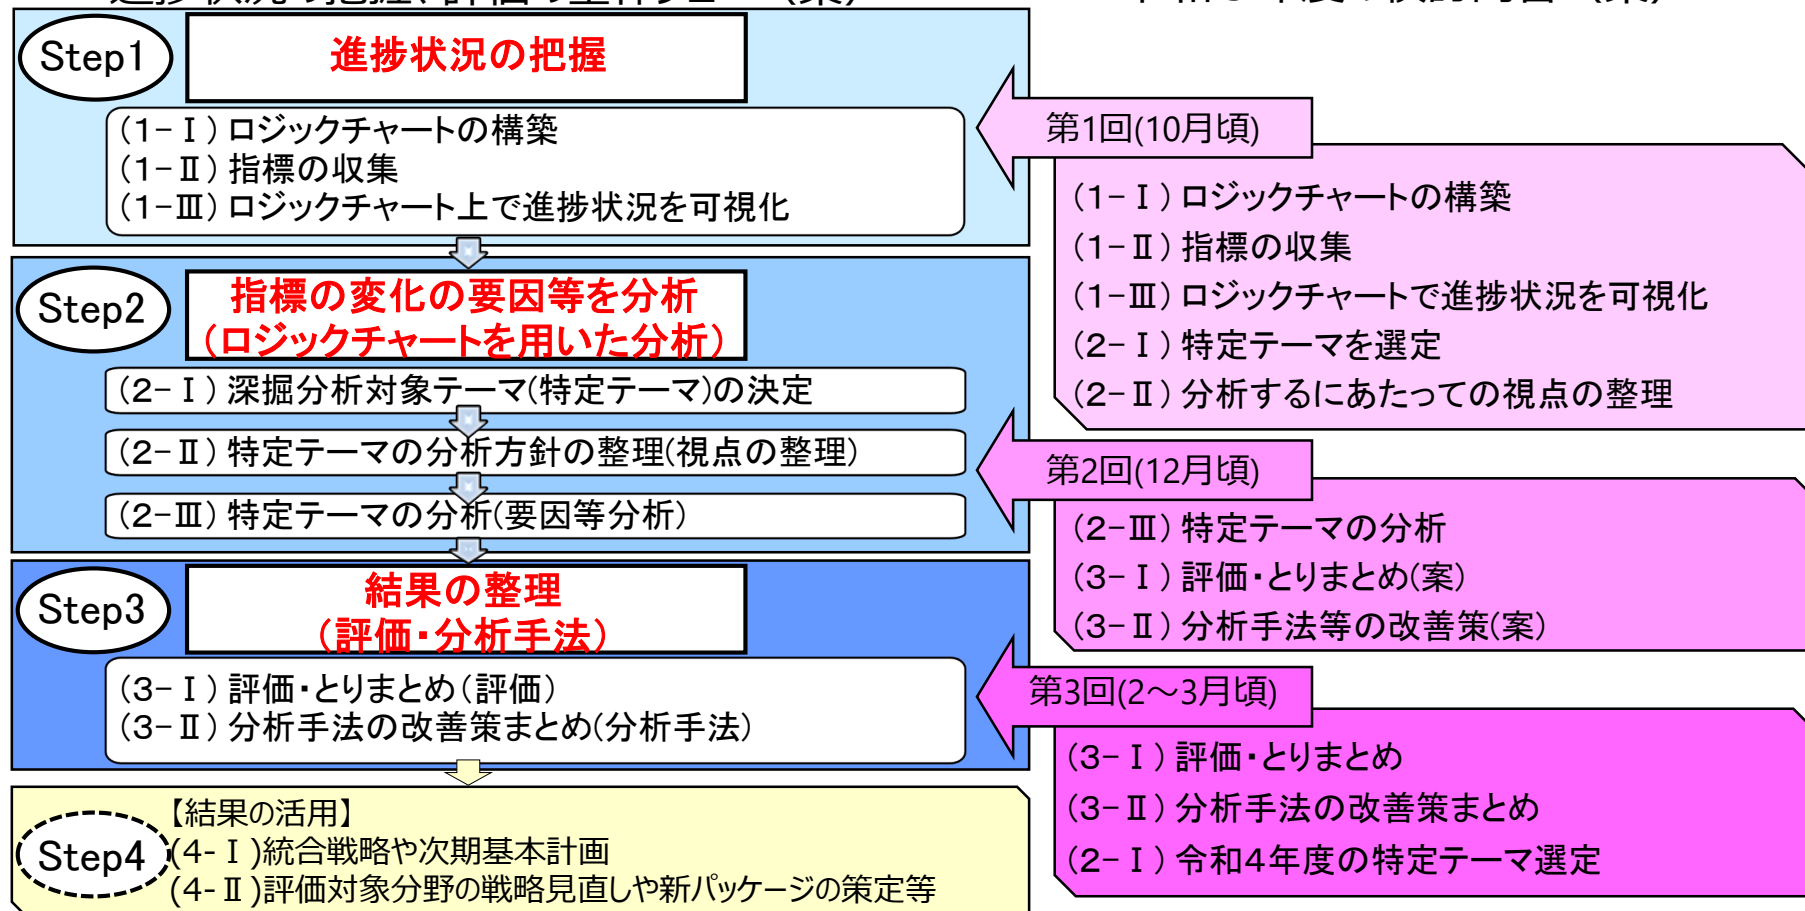 Step1
進捗状況の把握
(1-Ⅰ) ロジックチャートの構築
(1-Ⅱ) 指標の収集
(1-Ⅲ) ロジックチャート上で進捗状況を可視化
Step2
指標の変化の要因等を分析
(ロジックチャートを用いた分析)
(2-Ⅰ) 深掘分析対象テーマ(特定テーマ)の決定
(2-Ⅱ) 特定テーマの分析方針の整理(視点の整理)
(2-Ⅲ) 特定テーマの分析(要因等分析)
Step3
結果の整理
(評価・分析手法)
(3-Ⅰ) 評価・とりまとめ(評価)
(3-Ⅱ) 分析手法の改善策まとめ(分析手法)
Step4
【結果の活用】
(4-Ⅰ)統合戦略や次期基本計画
(4-Ⅱ)評価対象分野の戦略見直しや新パッケージの策定等
第1回(10月頃)
(1-Ⅰ) ロジックチャートの構築
(1-Ⅱ) 指標の収集
(1-Ⅲ) ロジックチャートで進捗状況を可視化
(2-Ⅰ) 特定テーマを選定
(2-Ⅱ) 分析するにあたっての視点の整理
第2回(12月頃)
(2-Ⅲ) 特定テーマの分析
(3-Ⅰ) 評価・とりまとめ(案)
(3-Ⅱ) 分析手法等の改善策(案)
第3回(2～3月頃)
(3-Ⅰ) 評価・とりまとめ
(3-Ⅱ) 分析手法の改善策まとめ
(2-Ⅰ) 令和4年度の特定テーマ選定